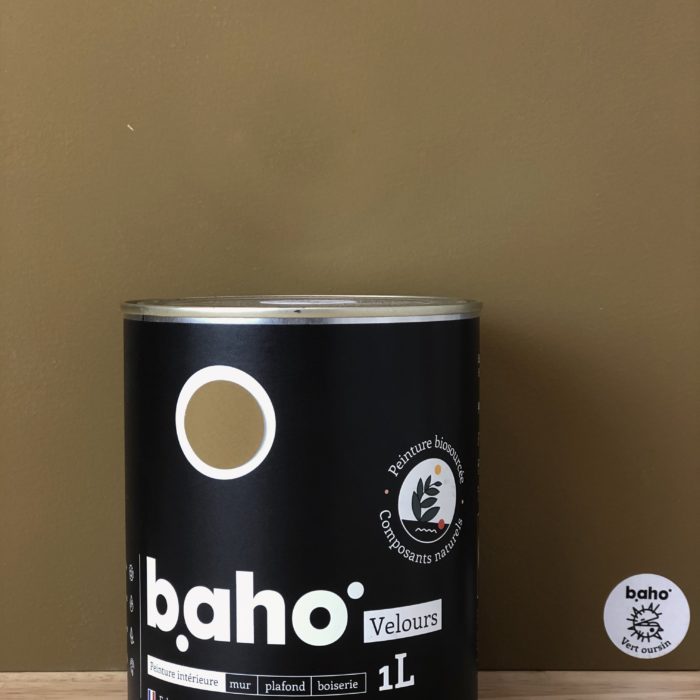 Peinture biosourcée
Composants naturels
baho
Velours
Peinture intérieure mur plafond boiserie 1L
baho
Vert oursin